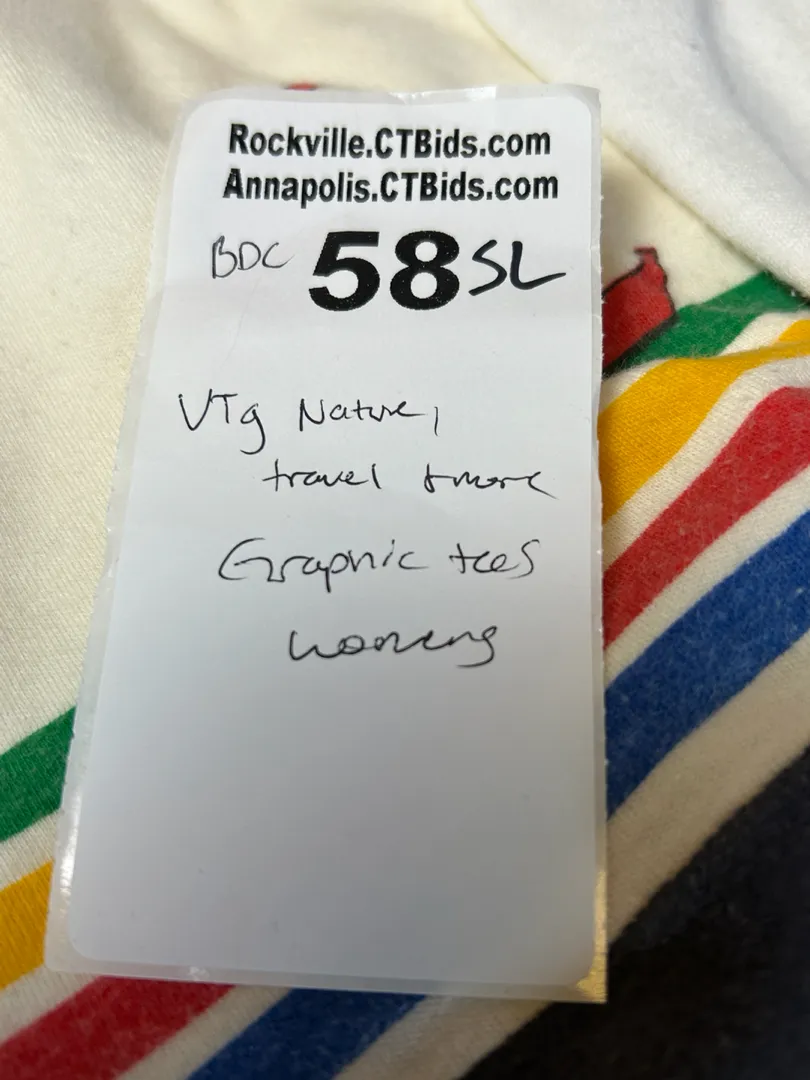 Rockville.CTBids.com
Annapolis.CTBids.com
BDC 58SL
VTg Nature,
travel & more
Graphic tees
womens